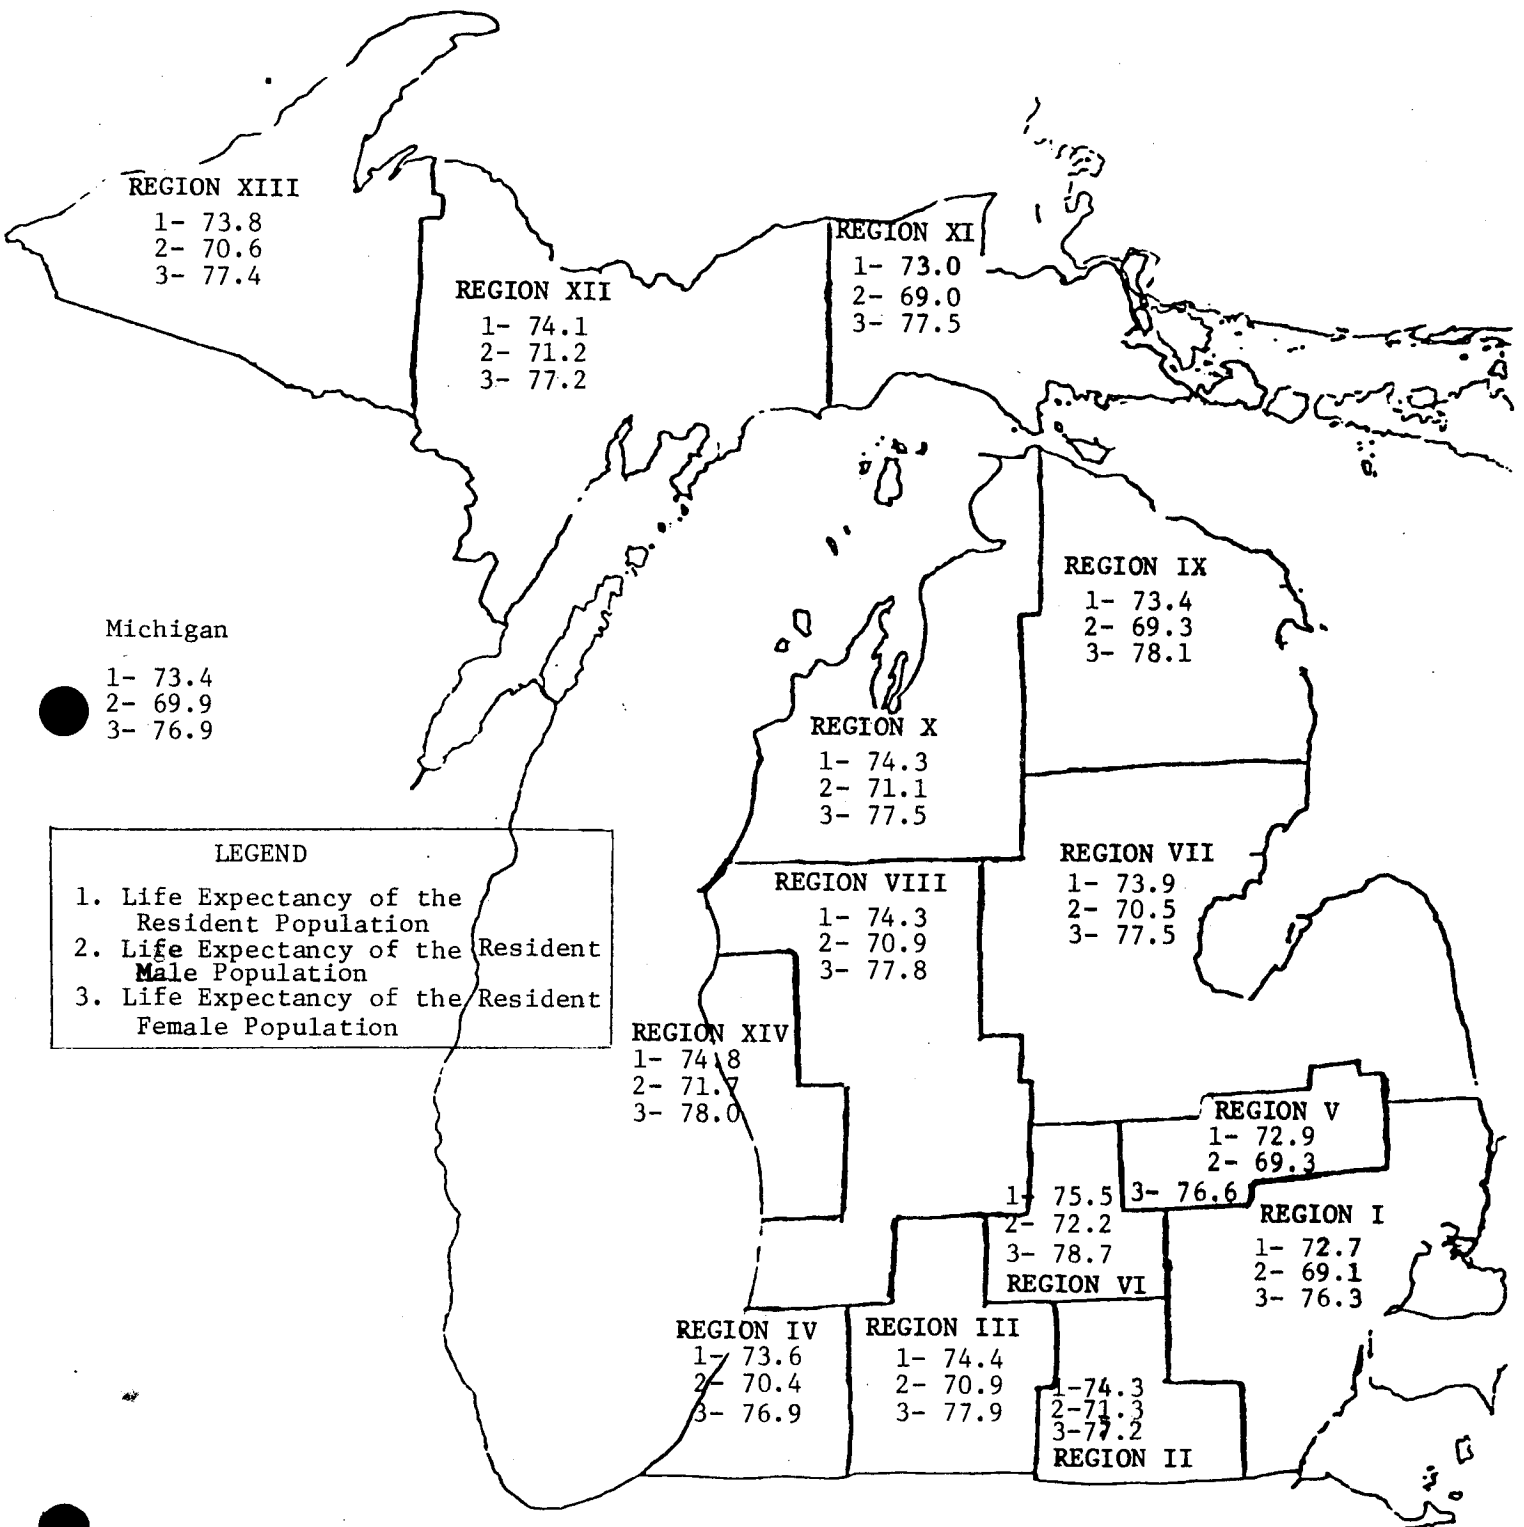 REGION XIII
1- 73.8
2- 70.6
3- 77.4
REGION XII
1- 74.1
2- 71.2
3- 77.2
REGION XI
1- 73.0
2- 69.0
3- 77.5
REGION IX
1- 73.4
2- 69.3
3- 78.1
Michigan
1- 73.4
2- 69.9
3- 76.9
REGION X
1- 74.3
2- 71.1
3- 77.5
LEGEND
1. Life Expectancy of the
Resident Population
2. Life Expectancy of the Resident
Male Population
3. Life Expectancy of the Resident
Female Population
REGION VIII
1- 74.3
2- 70.9
3- 77.8
REGION VII
1- 73.9
2- 70.5
3- 77.5
REGION XIV
1- 74.8
2- 71.7
3- 78.0
REGION V
1- 72.9
2- 69.3
3- 76.6
1- 75.5
2- 72.2
3- 78.7
REGION VI
REGION I
1- 72.7
2- 69.1
3- 76.3
REGION IV
1- 73.6
2- 70.4
3- 76.9
REGION III
1- 74.4
2- 70.9
3- 77.9
1-74.3
2-71.3
3-77.2
REGION II